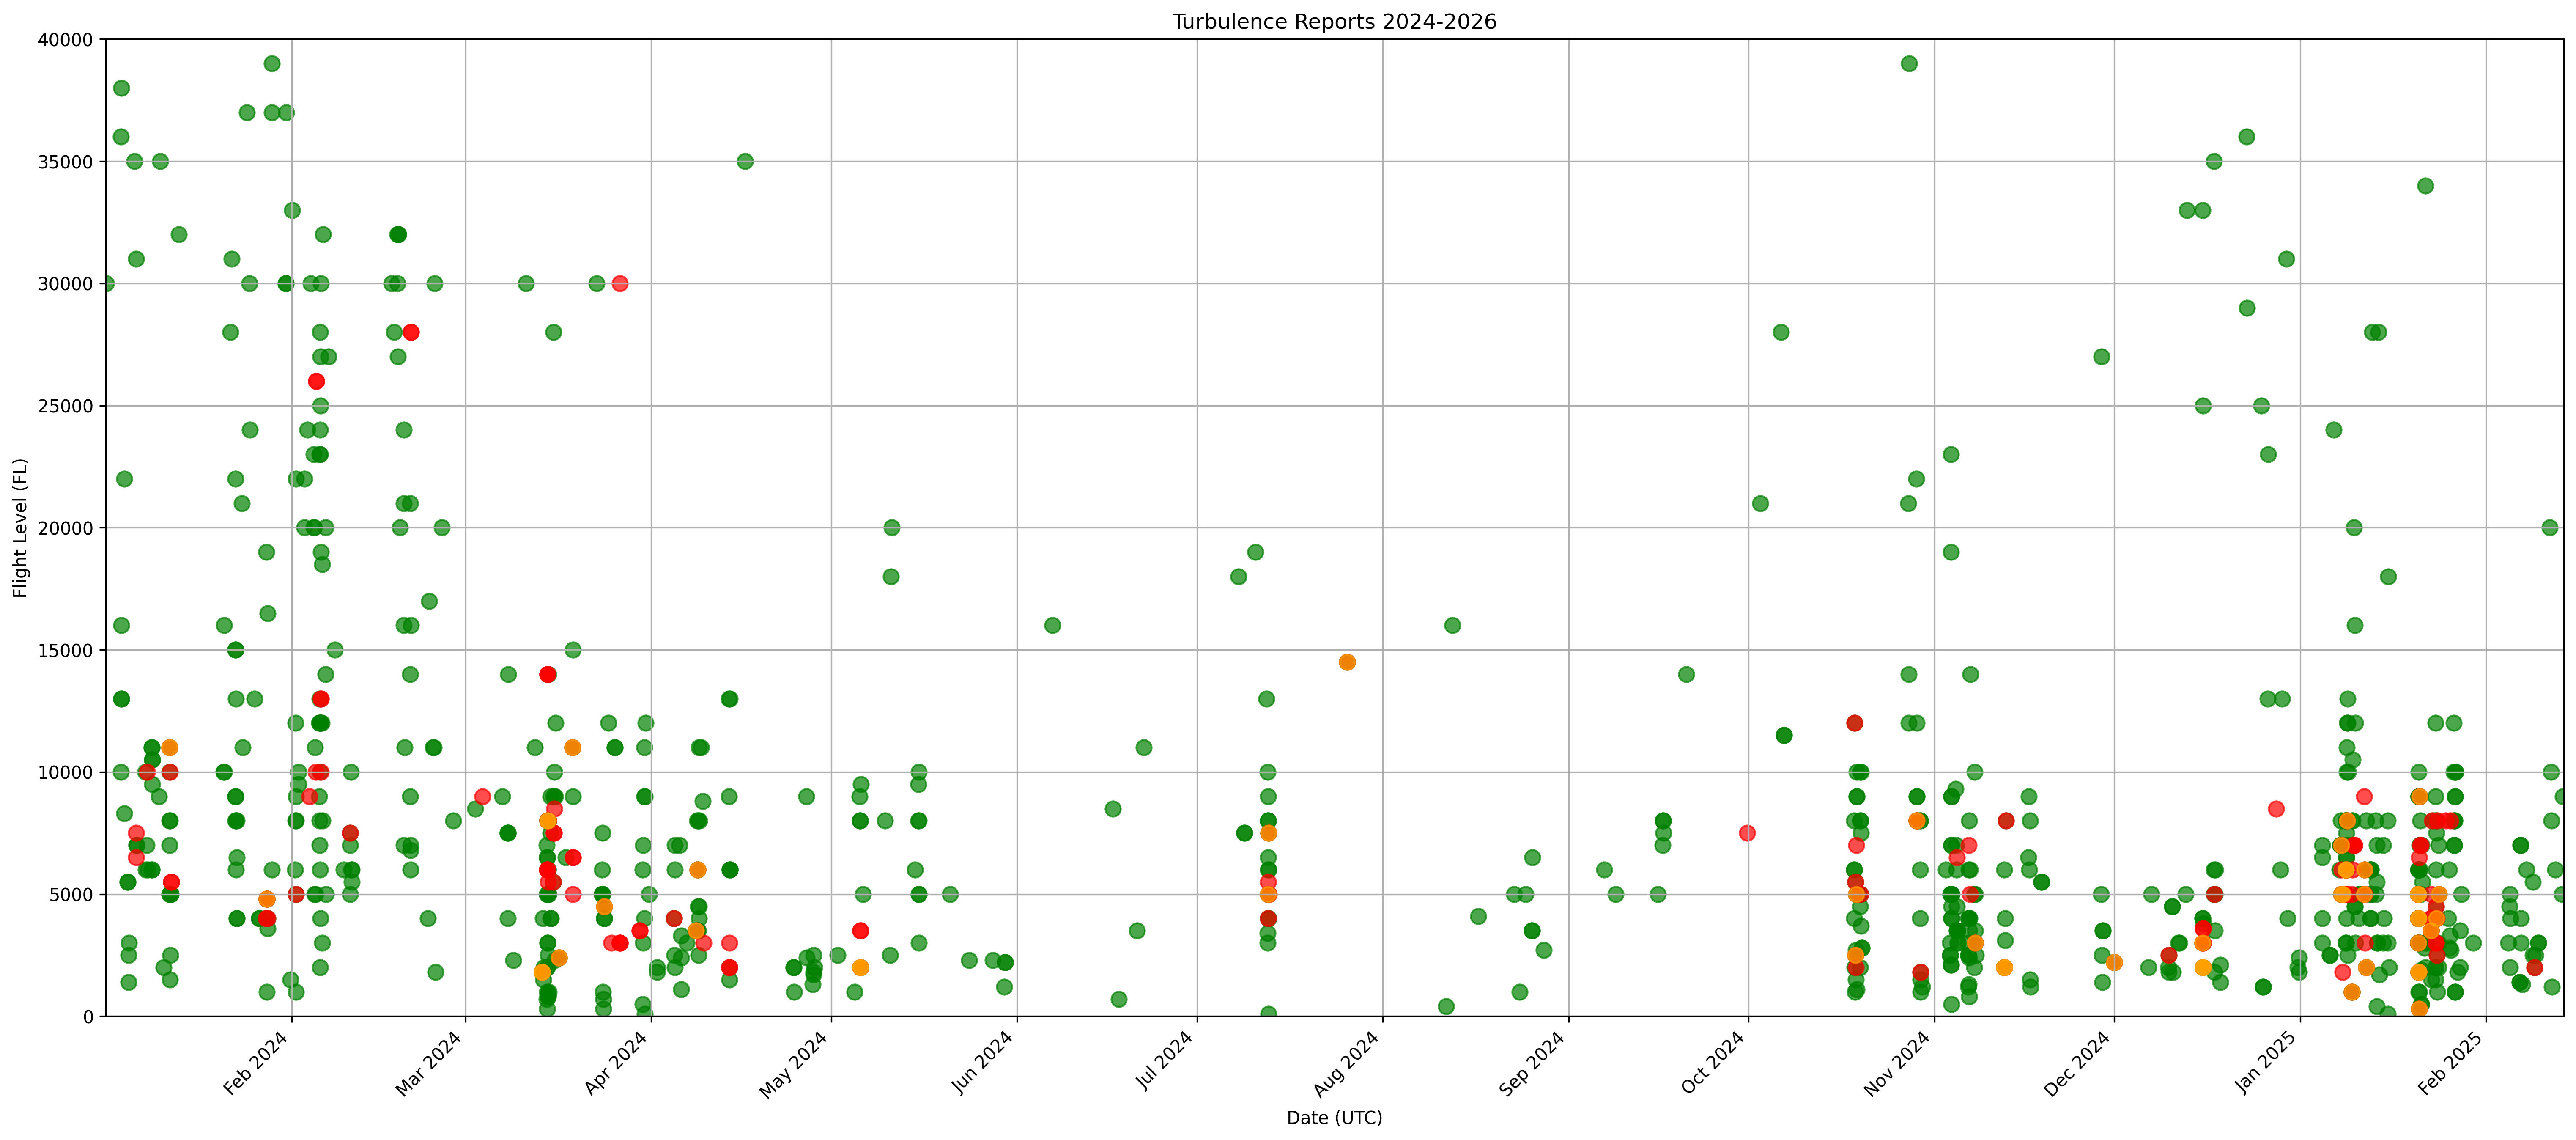 Turbulence Reports 2024-2026
40000
35000
30000
25000
20000
15000
10000
5000
0
Flight Level (FL)
Feb 2024
Mar 2024
Apr 2024
May 2024
Jun 2024
Jul 2024
Aug 2024
Sep 2024
Oct 2024
Nov 2024
Dec 2024
Jan 2025
Feb 2025
Date (UTC)